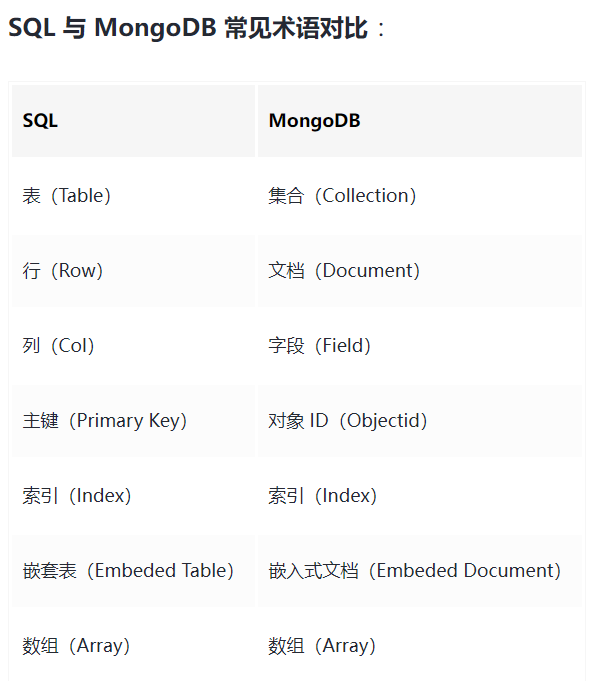 SQL 与 MongoDB 常见术语对比：
SQL MongoDB
表（Table） 集合（Collection）
行（Row） 文档（Document）
列（Col） 字段（Field）
主键（Primary Key） 对象 ID（Objectid）
索引（Index） 索引（Index）
嵌套表（Embeded Table） 嵌入式文档（Embeded Document）
数组（Array） 数组（Array）